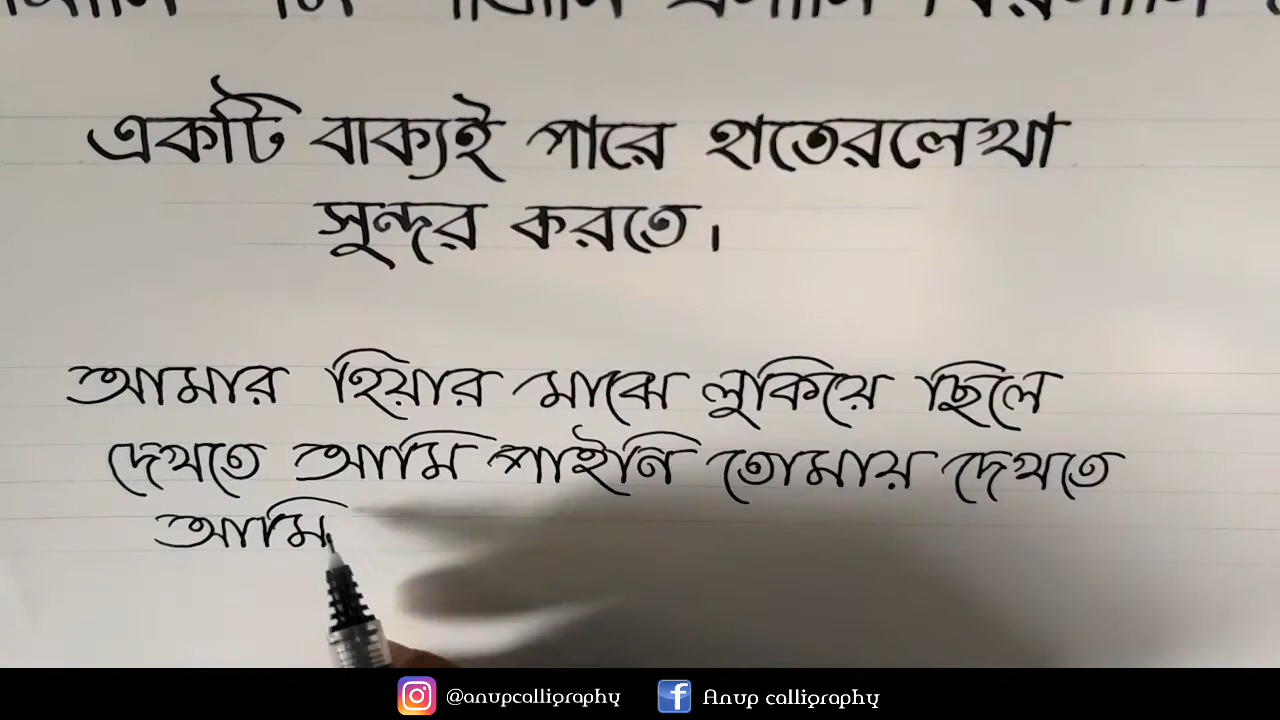 একটি বাক্যই পারে হাতেরলেখা
সুন্দর করতে।
আমার হিয়ার মাঝে লুকিয়ে ছিলে
দেখতে আমি পাইনি তোমায় দেখতে
আমি
@anupcalligraphy
Anup calligraphy